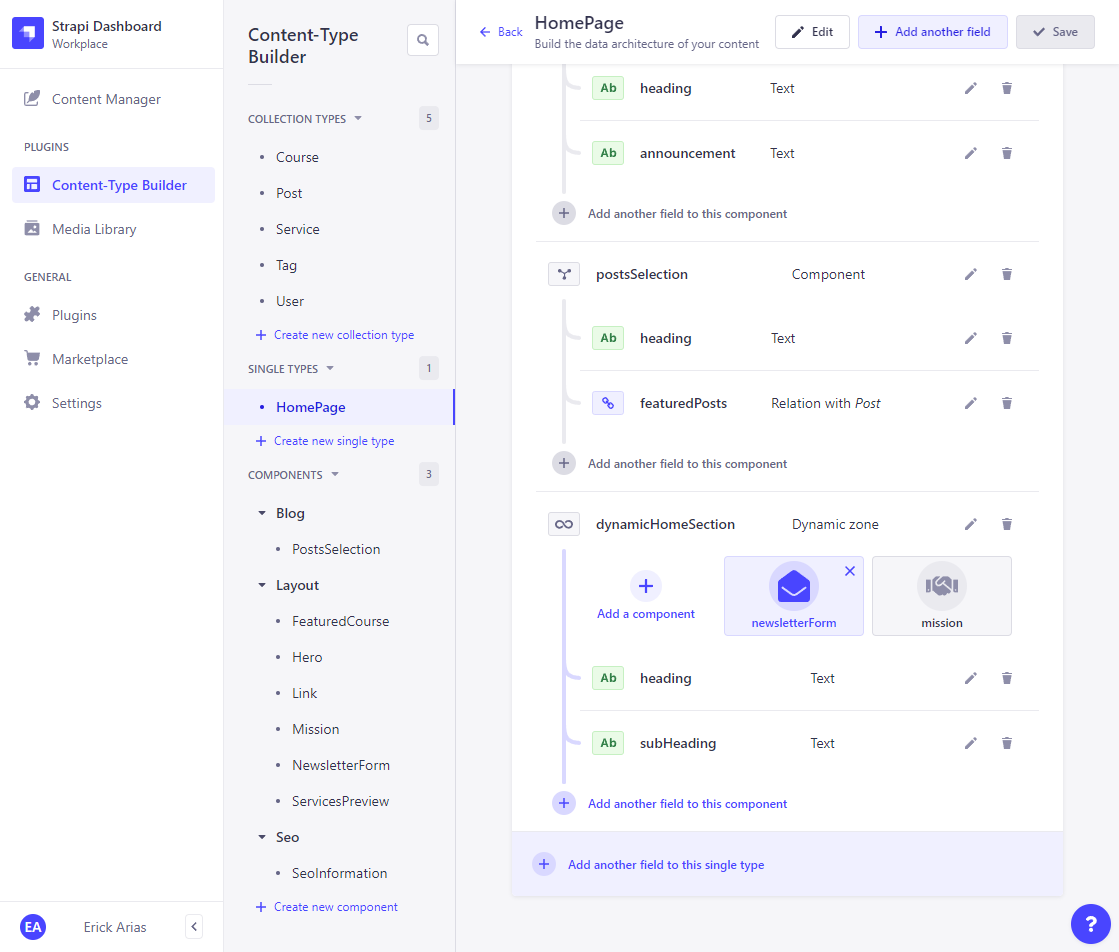 Strapi Dashboard
Workplace
Content Manager
PLUGINS
Content-Type Builder
Media Library
GENERAL
Plugins
Marketplace
Settings
EA
Erick Arias
Content-Type
Builder
COLLECTION TYPES
5
Course
Post
Service
Tag
User
Create new collection type
SINGLE TYPES
1
HomePage
Create new single type
COMPONENTS
3
Blog
PostsSelection
Layout
FeaturedCourse
Hero
Link
Mission
NewsletterForm
ServicesPreview
Seo
SeoInformation
Create new component
Back
HomePage
Build the data architecture of your content
Edit
Add another field
Save
Ab heading Text
Ab announcement Text
Add another field to this component
postsSelection Component
Ab heading Text
featuredPosts Relation with Post
Add another field to this component
dynamicHomeSection Dynamic zone
Add a component
newsletterForm
mission
Ab heading Text
Ab subHeading Text
Add another field to this component
Add another field to this single type
?